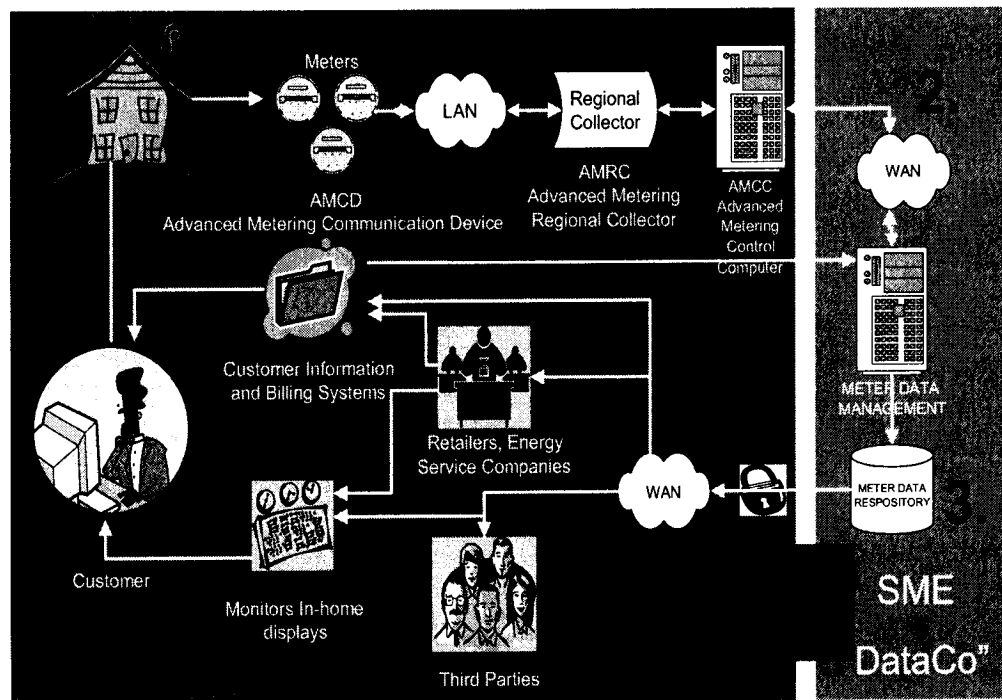 Meters
LAN
Regional
Collector
2
WAN
AMCD
Advanced Metering Communication Device
AMRC
Advanced Metering
Regional Collector
AMCC
Advanced
Metering
Control
Computer
Customer Information
and Billing Systems
METER DATA
MANAGEMENT
Retailers, Energy
Service Companies
WAN
METER DATA
RESPOSITORY
3
Customer
Monitors In-home
displays
Third Parties
SME
DataCo”